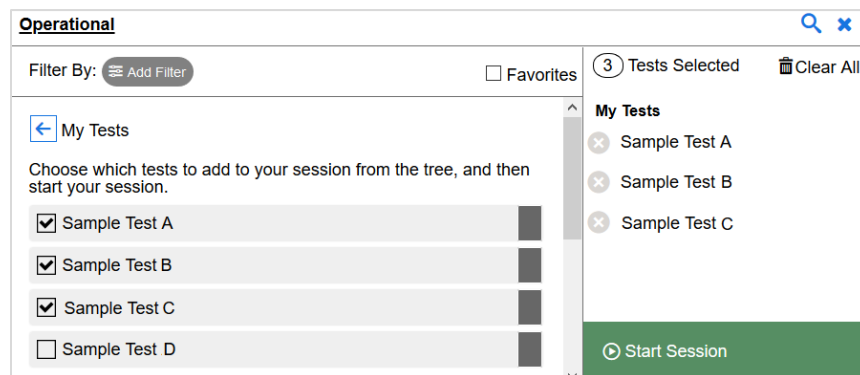 Operational
Filter By: Add Filter
Favorites
My Tests
Choose which tests to add to your session from the tree, and then
start your session.
Sample Test A
Sample Test B
Sample Test C
Sample Test D
3 Tests Selected
Clear All
My Tests
Sample Test A
Sample Test B
Sample Test C
Start Session